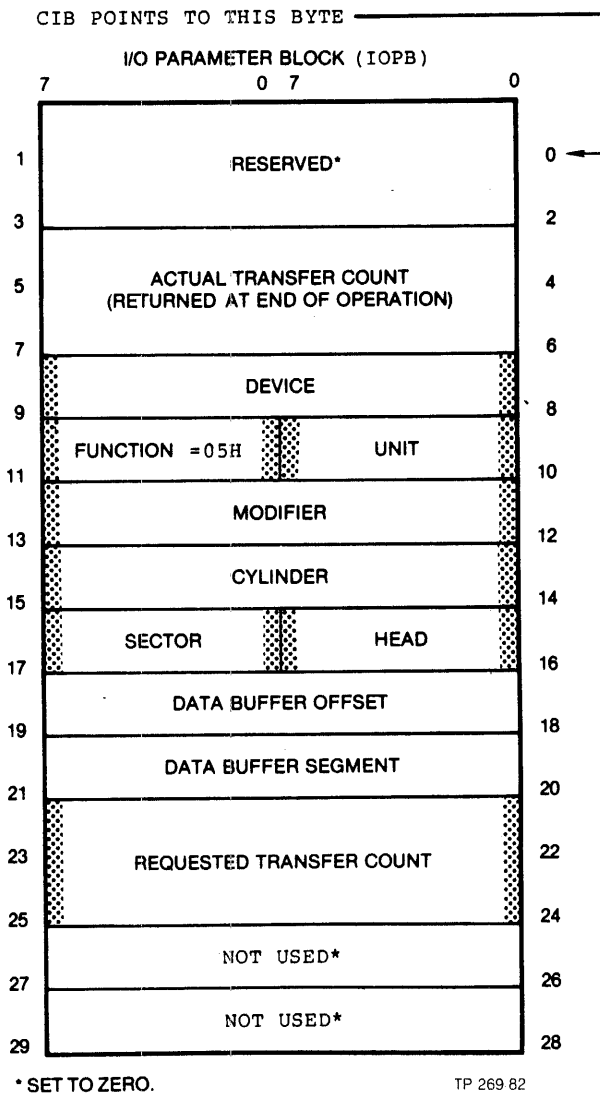 CIB POINTS TO THIS BYTE
I/O PARAMETER BLOCK (IOPB)
7 0 7 0
1 RESERVED* 0
3 2
5 ACTUAL TRANSFER COUNT 4
(RETURNED AT END OF OPERATION)
7 6
DEVICE
9 8
FUNCTION =05H UNIT
11 10
MODIFIER
13 12
CYLINDER
15 14
SECTOR HEAD
17 16
DATA BUFFER OFFSET
19 18
DATA BUFFER SEGMENT
21 20
23 REQUESTED TRANSFER COUNT 22
25 24
NOT USED*
27 26
NOT USED*
29 28
* SET TO ZERO. TP 269 82